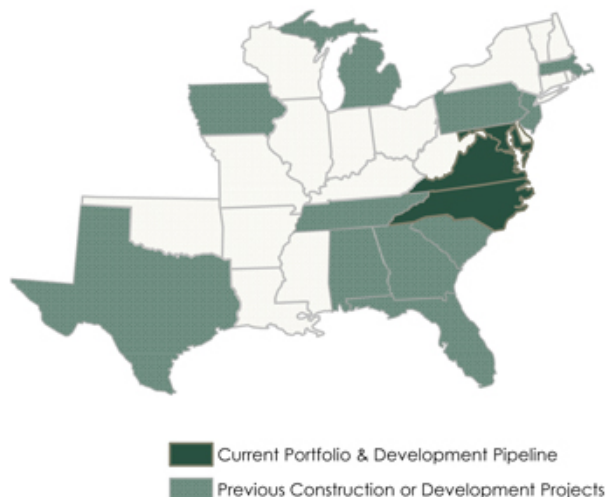 Current Portfolio & Development Pipeline
Previous Construction or Development Projects